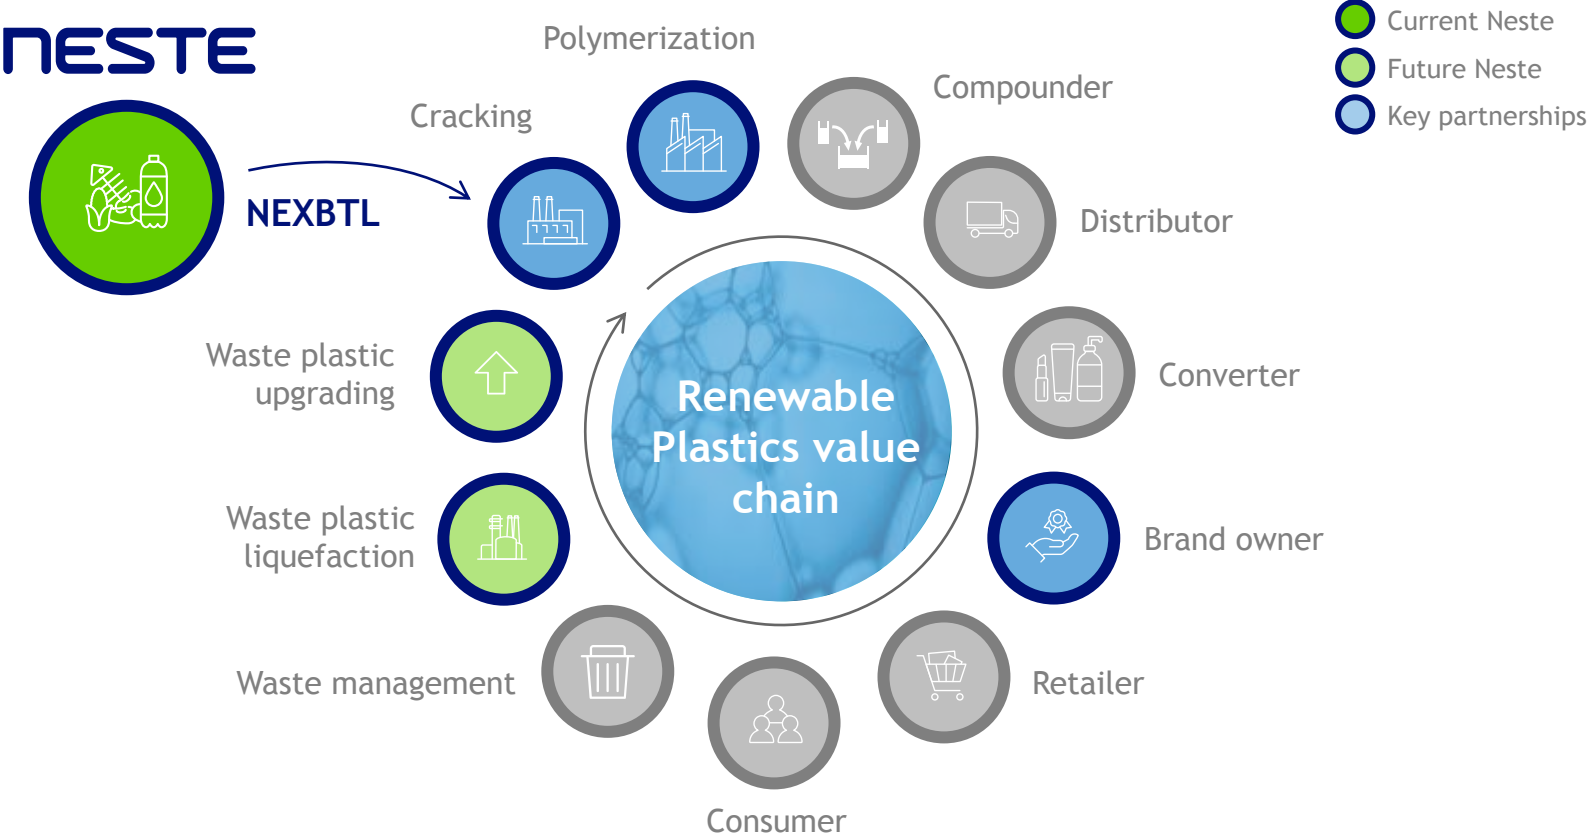 NESTE
Polymerization
Current Neste
Future Neste
Key partnerships
Compounder
Cracking
NEXBTL
Distributor
Waste plastic
upgrading
Converter
Renewable
Plastics value
chain
Waste plastic
liquefaction
Brand owner
Waste management
Retailer
Consumer